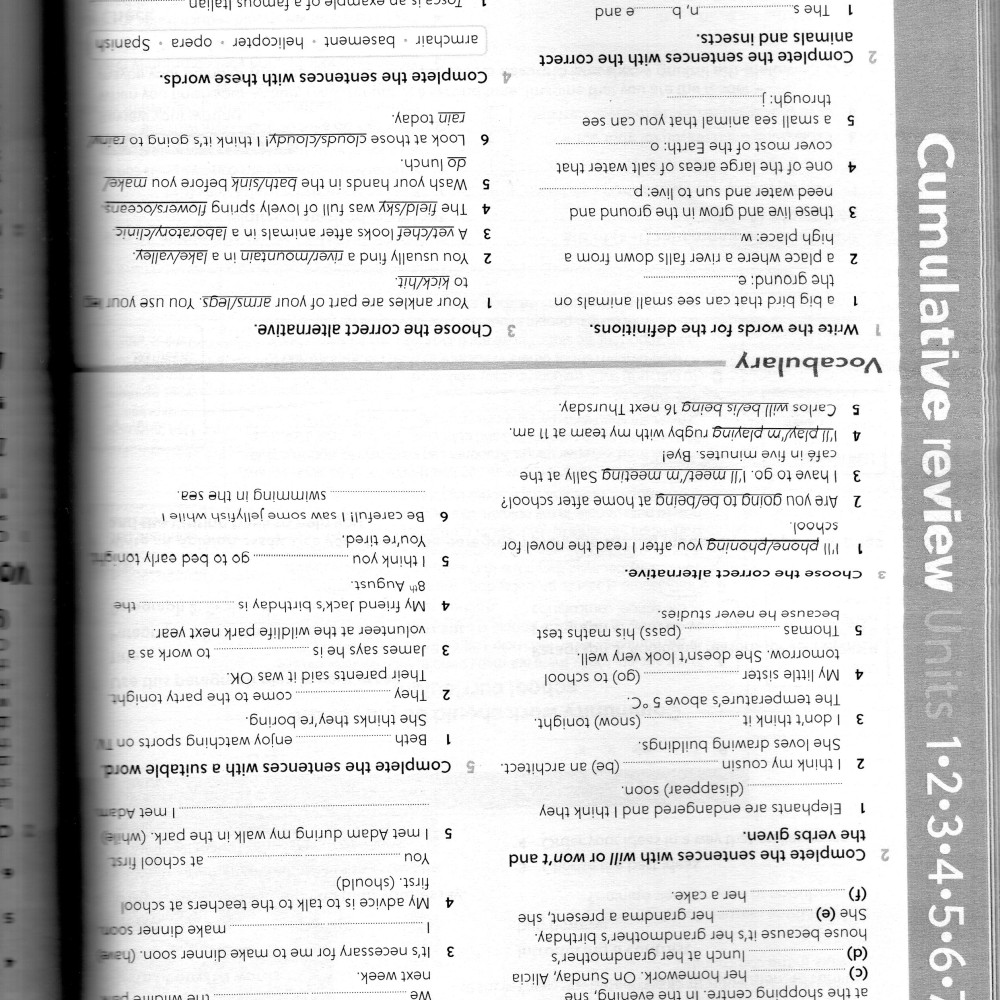 Cumulative review Units 1•2•3•4•5•6•
at the shopping centre. In the evening, she
(c) ............ her homework. On Sunday, Alicia
(d) ............ lunch at her grandmother's
house because it's her grandmother's birthday.
She (e) ............ her grandma a present, she
(f) ............ her a cake.
2 Complete the sentences with will or won't and
the verbs given.
1 Elephants are endangered and I think they
............ (disappear) soon.
2 I think my cousin ............ (be) an architect.
She loves drawing buildings.
3 I don't think it ............ (snow) tonight.
The temperature's above 5 °C.
4 My little sister ............ (go) to school
tomorrow. She doesn't look very well.
5 Thomas ............ (pass) his maths test
because he never studies.
3 Choose the correct alternative.
1 I'll phone/phoning you after I read the novel for
school.
2 Are you going to be/being at home after school?
3 I have to go. I'll meet/'m meeting Sally at the
café in five minutes. Bye!
4 I'll play/'m playing rugby with my team at 11 am.
5 Carlos will be/is being 16 next Thursday.
We ............ the wildlife park
next week.
3 It's necessary for me to make dinner soon. (have)
I ............ make dinner soon.
4 My advice is to talk to the teachers at school
first. (should)
You ............ at school first.
5 I met Adam during my walk in the park. (while)
............ I met Adam.
5 Complete the sentences with a suitable word.
1 Beth ............ enjoy watching sports on TV.
She thinks they're boring.
2 They ............ come to the party tonight.
Their parents said it was OK.
3 James says he is ............ to work as a
volunteer at the wildlife park next year.
4 My friend Jack's birthday is ............ the
8th August.
5 I think you ............ go to bed early tonight.
You're tired.
6 Be careful! I saw some jellyfish while I
............ swimming in the sea.
Vocabulary
1 Write the words for the definitions.
1 a big bird that can see small animals on
the ground: e............
2 a place where a river falls down from a
high place: w............
3 these live and grow in the ground and
need water and sun to live: p............
4 one of the large areas of salt water that
cover most of the Earth: o............
5 a small sea animal that you can see
through: j............
2 Complete the sentences with the correct
animals and insects.
1 The s............n, b............e and
3 Choose the correct alternative.
1 Your ankles are part of your arms/legs. You use your leg
to kick/hit.
2 You usually find a river/mountain in a lake/valley.
3 A vet/chef looks after animals in a laboratory/clinic.
4 The field/sky was full of lovely spring flowers/oceans.
5 Wash your hands in the bath/sink before you make/
do lunch.
6 Look at those clouds/cloudy! I think it's going to rainy/
rain today.
4 Complete the sentences with these words.
armchair • basement • helicopter • opera • Spanish
1 Tosca is an example of a famous Italian